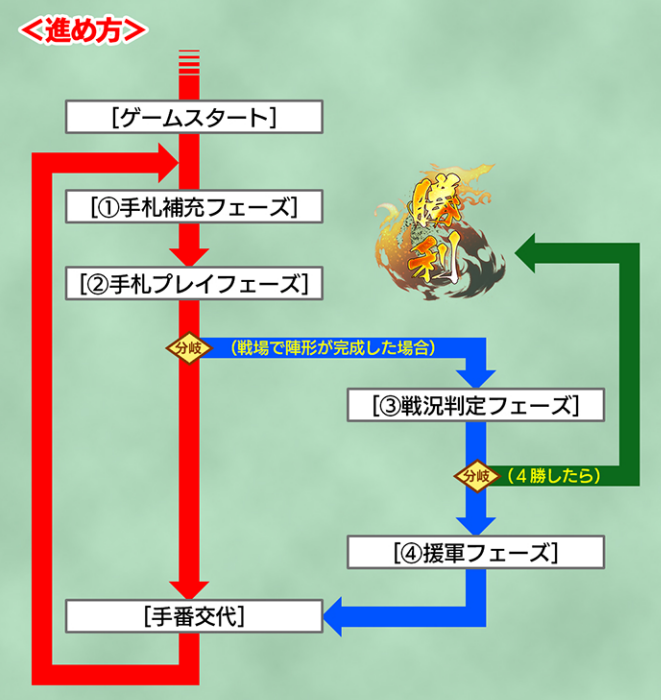 ＜進め方＞
[ゲームスタート]
[①手札補充フェーズ]
勝利
[②手札プレイフェーズ]
分岐
（戦場で陣形が完成した場合）
[③戦況判定フェーズ]
分岐
（４勝したら）
[④援軍フェーズ]
[手番交代]